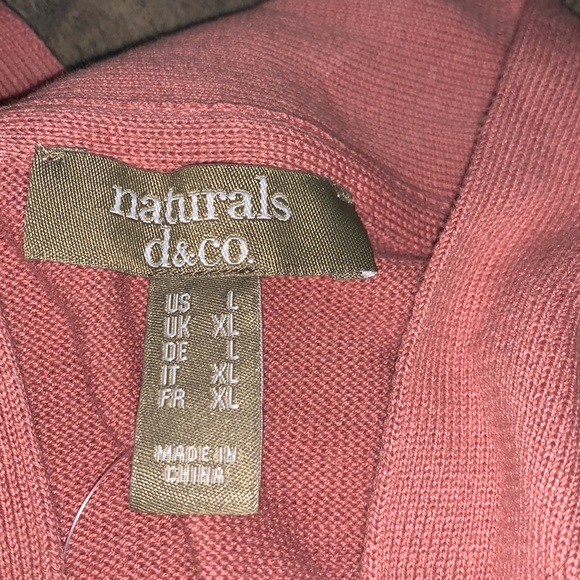 naturals
d&co.
US L
UK XL
DE L
IT XL
FR XL
MADE IN
CHINA